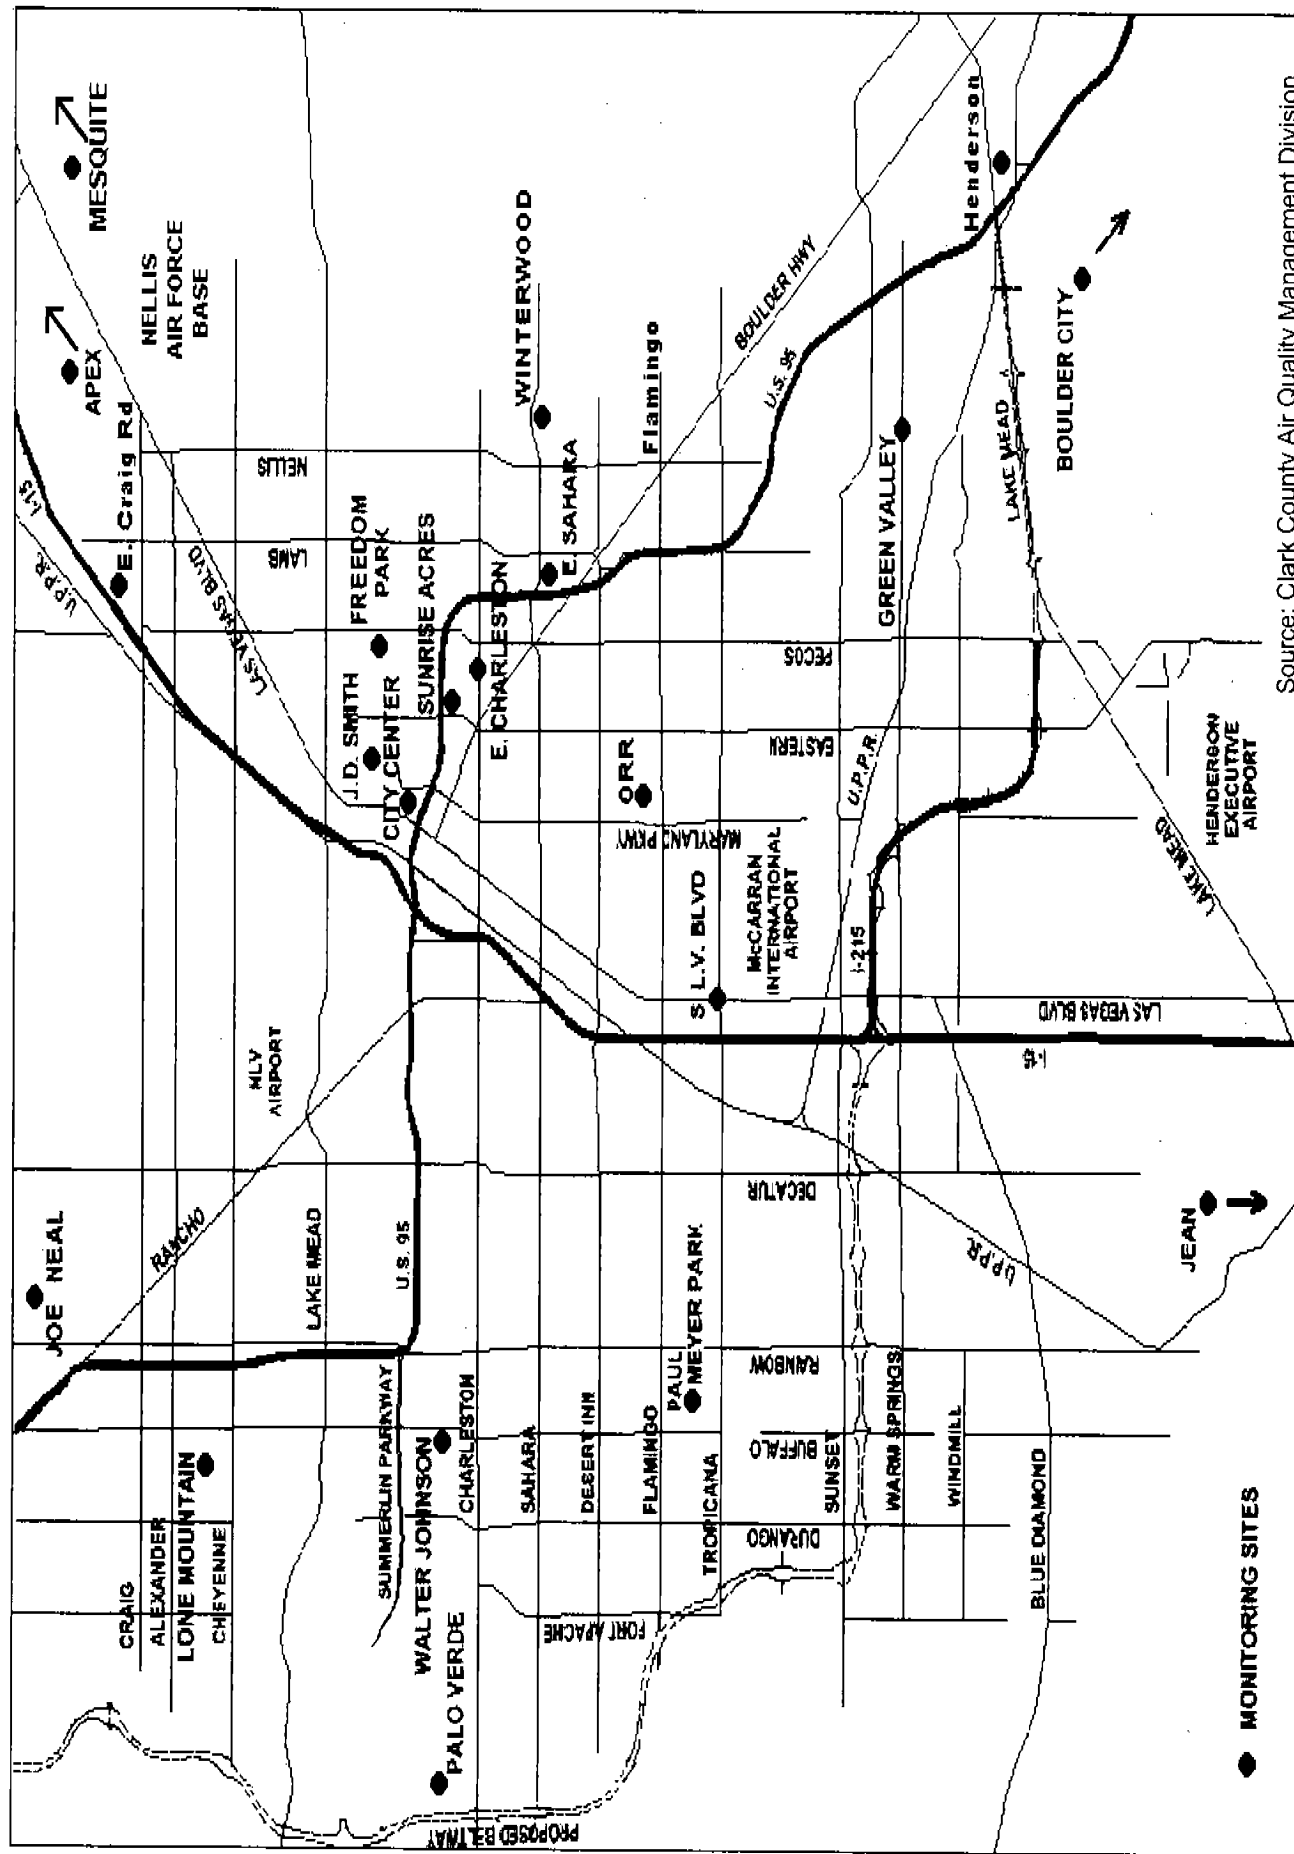 MESQUITE
APEX
NELLIS
AIR FORCE
BASE
E. Craig Rd
I-15
U.P.P.R.
LAS VEGAS BLVD
NELLIS
LAMB
FREEDOM
PARK
SUNRISE ACRES
E. CHARLESTON
J.D. SMITH
CITY CENTER
WINTERWOOD
E. SAHARA
Flamingo
BOULDER HWY
U.S. 95
Henderson
BOULDER CITY
LAKE MEAD
GREEN VALLEY
PECOS
EASTERN
U.P.P.R.
ORR
MARYLAND PKWY
S. L.V. BLVD
McCARRAN
INTERNATIONAL
AIRPORT
I-215
HENDERSON
EXECUTIVE
AIRPORT
LAKE MEAD
LAS VEGAS BLVD
I-15
NLV
AIRPORT
JOE NEAL
RANCHO
LAKE MEAD
U.S. 95
DECATUR
U.P.P.R.
JEAN
PAUL
MEYER PARK
RAINBOW
BUFFALO
DURANGO
FORT APACHE
CRAIG
ALEXANDER
LONE MOUNTAIN
CHEYENNE
SUMMERLIN PARKWAY
WALTER JOHNSON
PALO VERDE
CHARLESTON
SAHARA
DESERT INN
FLAMINGO
TROPICANA
SUNSET
WARM SPRINGS
WINDMILL
BLUE DIAMOND
PROPOSED BELTWAY
MONITORING SITES
Source: Clark County Air Quality Management Division